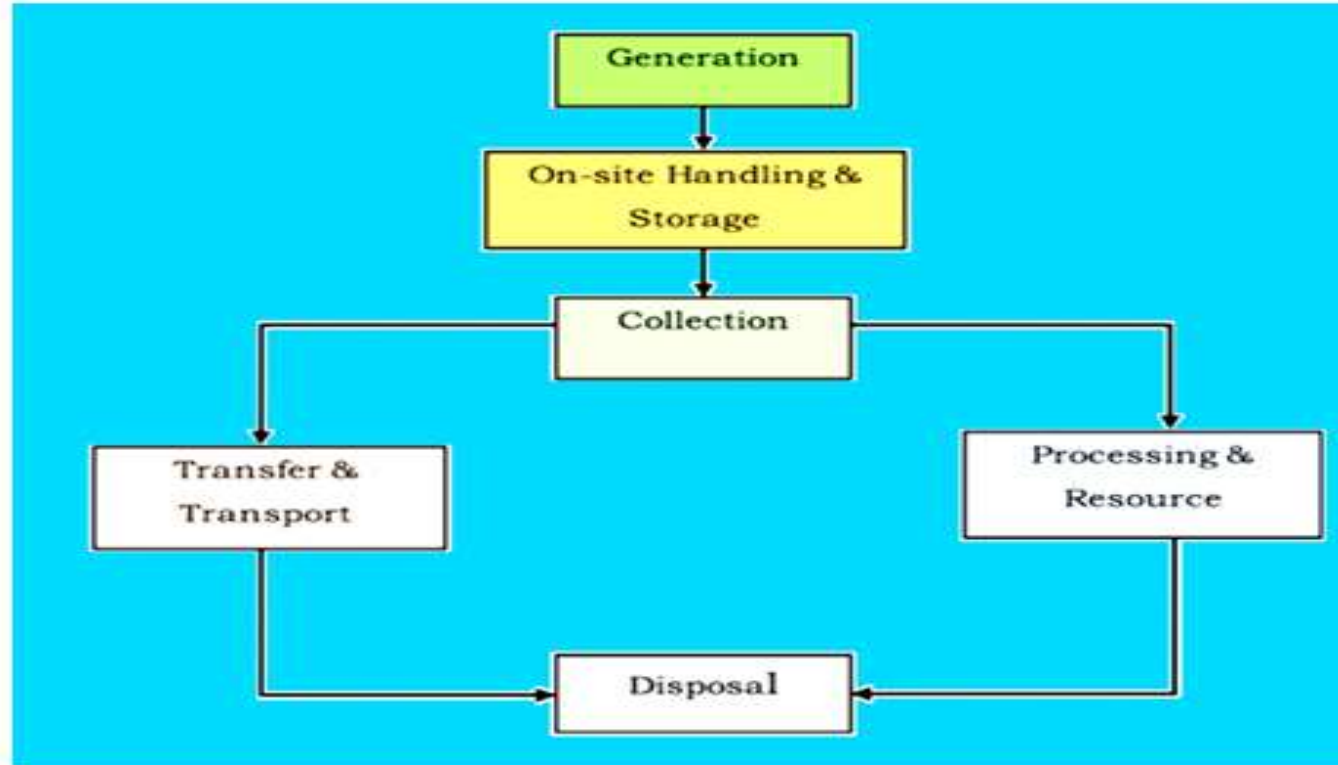 Generation
On-site Handling &
Storage
Collection
Transfer &
Transport
Processing &
Resource
Disposal